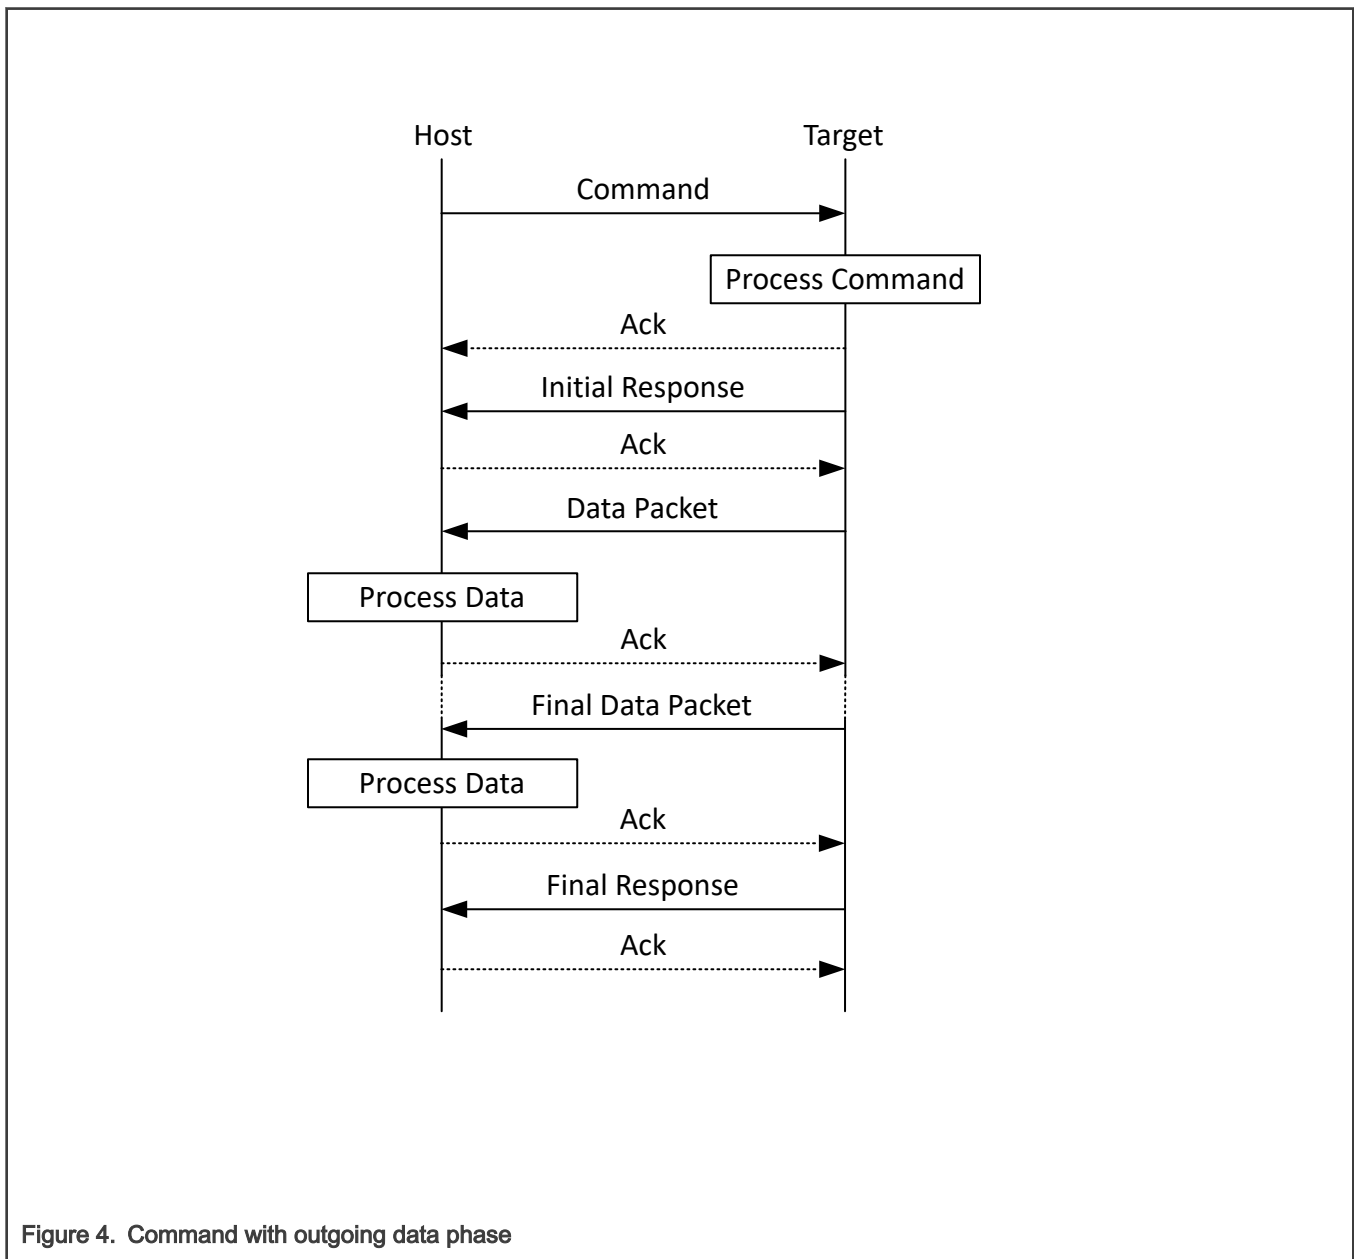 Host
Target
Command
Process Command
Ack
Initial Response
Ack
Data Packet
Process Data
Ack
Final Data Packet
Process Data
Ack
Final Response
Ack
Figure 4. Command with outgoing data phase